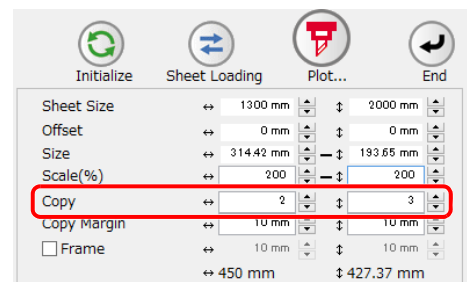 Initialize Sheet Loading Plot... End
Sheet Size ↔ 1300 mm ↕ 2000 mm
Offset ↔ 0 mm ↕ 0 mm
Size ↔ 314.42 mm ↕ 193.65 mm
Scale(%) ↔ 200 ↕ 200
Copy ↔ 2 ↕ 3
Copy Margin ↔ 10 mm ↕ 10 mm
Frame ↔ 10 mm ↕ 10 mm
↔ 450 mm ↕ 427.37 mm